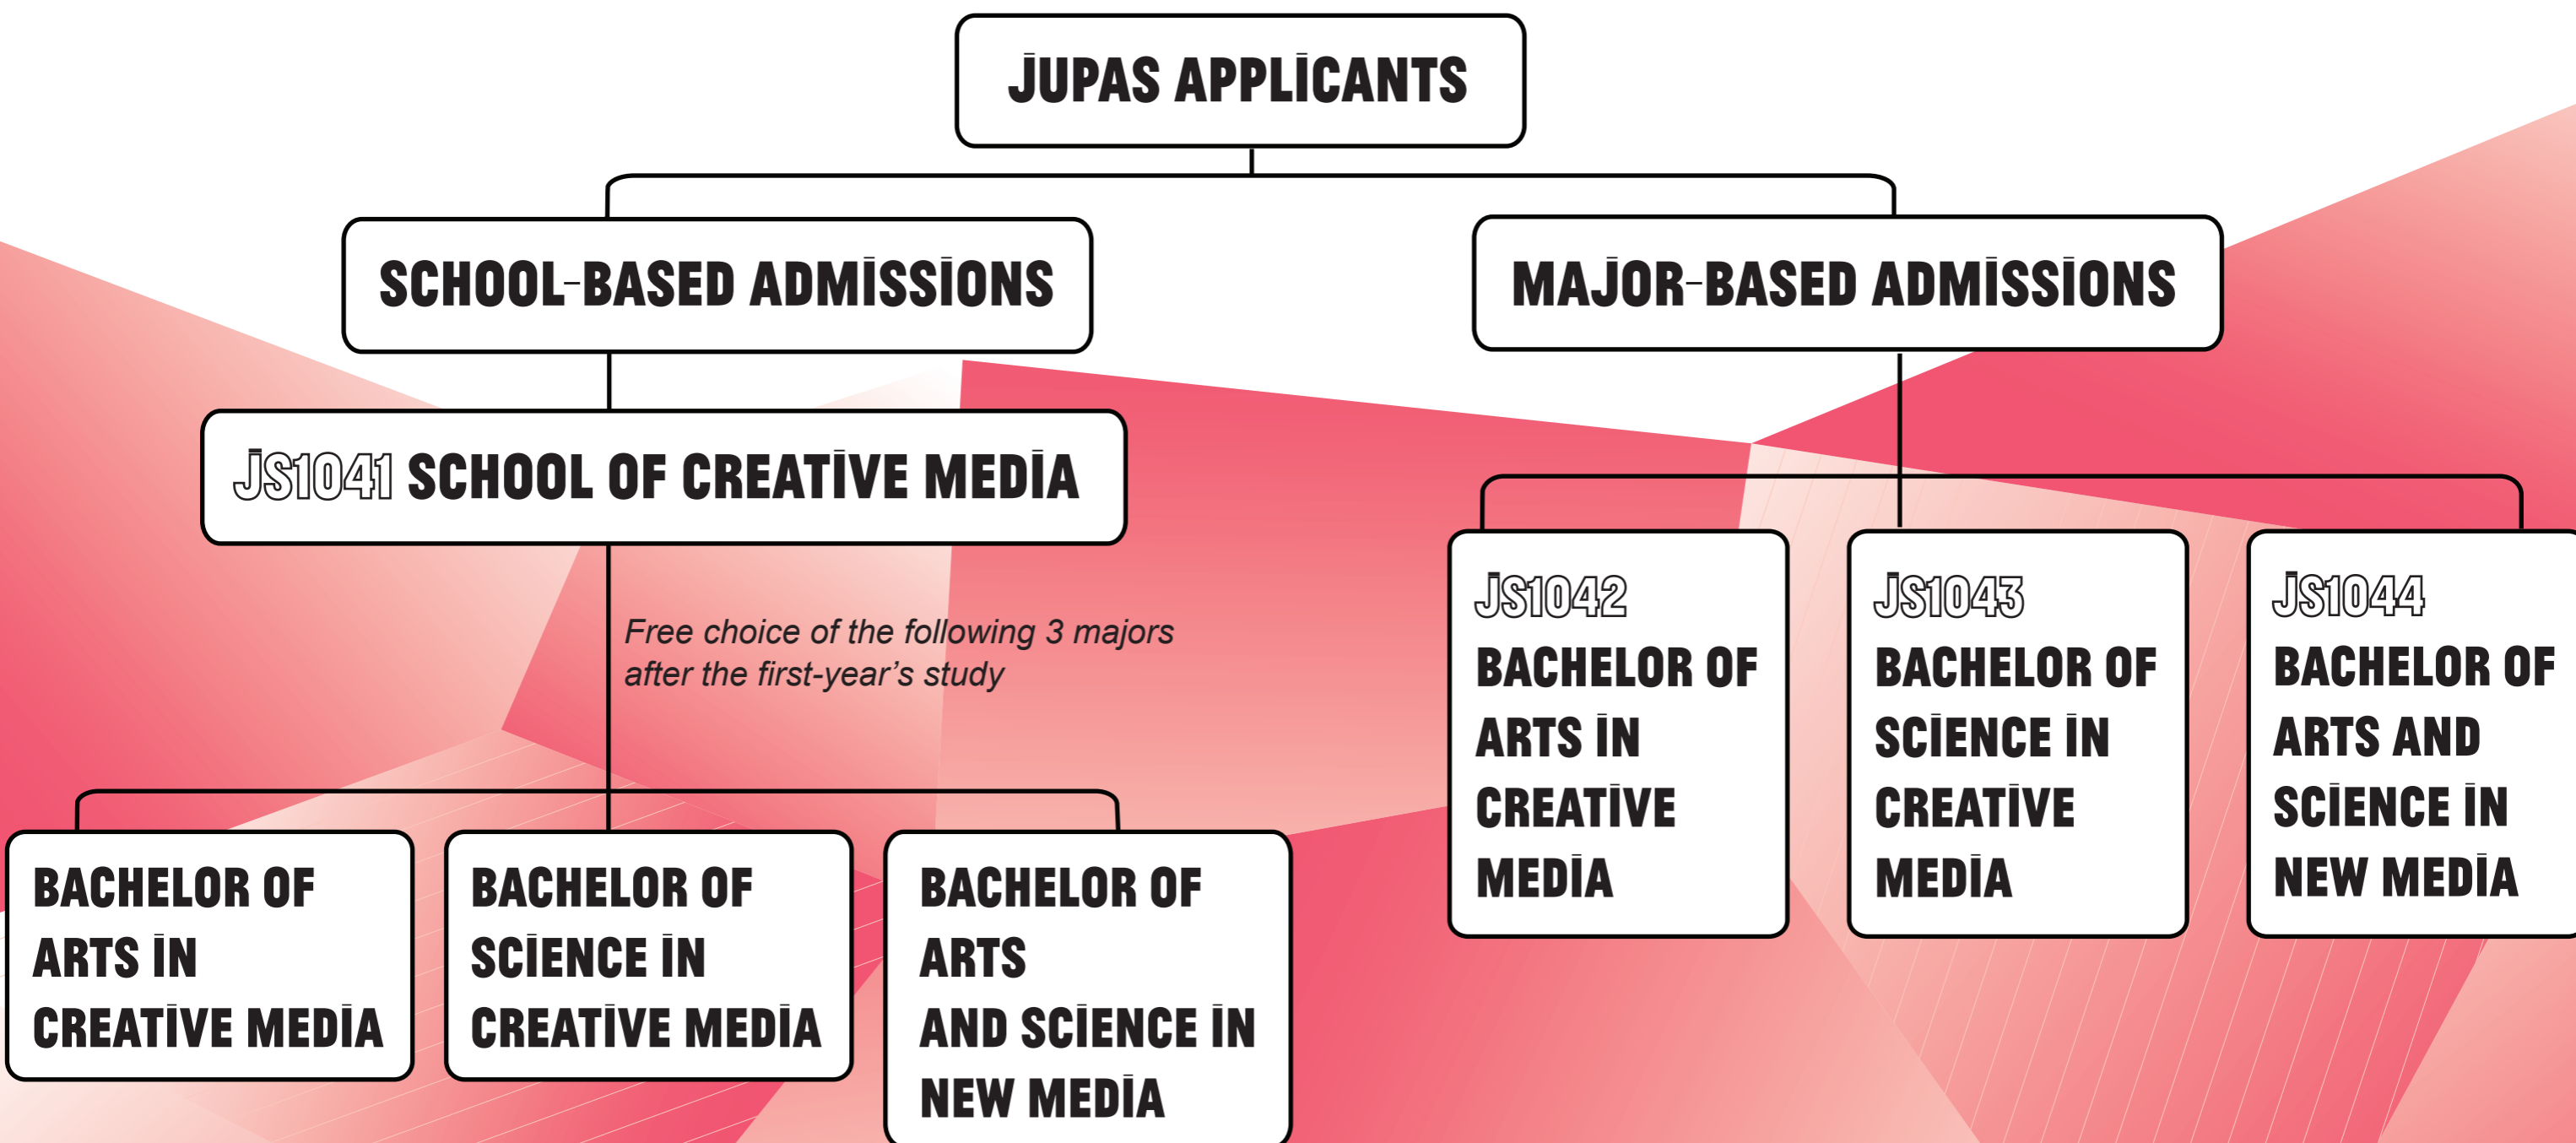 JUPAS APPLICANTS
SCHOOL-BASED ADMISSIONS
MAJOR-BASED ADMISSIONS
JS1041 SCHOOL OF CREATIVE MEDIA
Free choice of the following 3 majors
after the first-year's study
BACHELOR OF
ARTS IN
CREATIVE MEDIA
BACHELOR OF
SCIENCE IN
CREATIVE MEDIA
BACHELOR OF
ARTS
AND SCIENCE IN
NEW MEDIA
JS1042
BACHELOR OF
ARTS IN
CREATIVE
MEDIA
JS1043
BACHELOR OF
SCIENCE IN
CREATIVE
MEDIA
JS1044
BACHELOR OF
ARTS AND
SCIENCE IN
NEW MEDIA